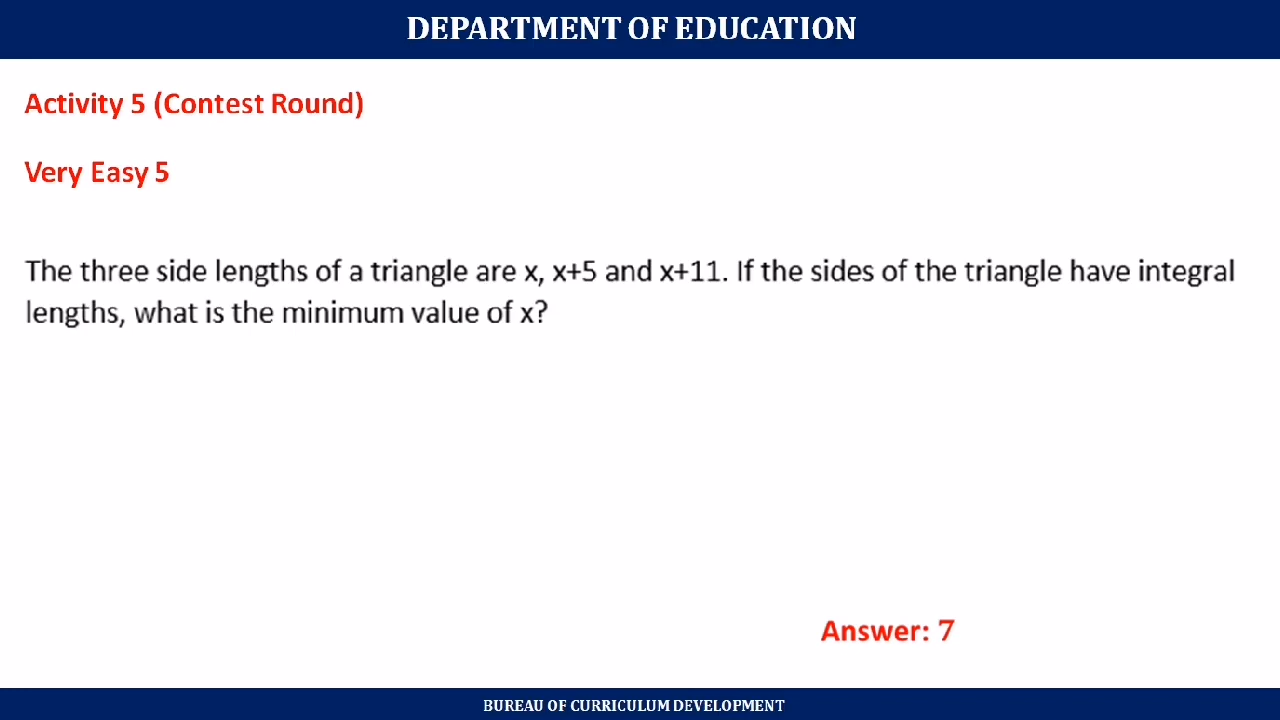 DEPARTMENT OF EDUCATION
Activity 5 (Contest Round)
Very Easy 5
The three side lengths of a triangle are x, x+5 and x+11. If the sides of the triangle have integral
lengths, what is the minimum value of x?
Answer: 7
BUREAU OF CURRICULUM DEVELOPMENT